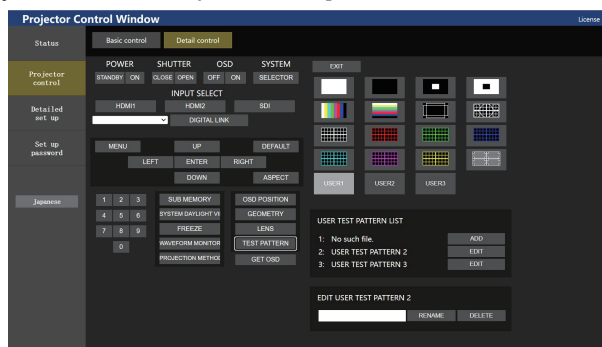 Projector Control Window
License
Status
Basic control
Detail control
Projector
control
Detailed
set up
Set up
password
Japanese
POWER SHUTTER OSD SYSTEM
STANDBY ON CLOSE OPEN OFF ON SELECTOR
INPUT SELECT
HDMI1 HDMI2 SDI
DIGITAL LINK
MENU UP DEFAULT
LEFT ENTER RIGHT
DOWN ASPECT
1 2 3
4 5 6
7 8 9
0
SUB MEMORY
SYSTEM DAYLIGHT VI
FREEZE
WAVEFORM MONITOR
PROJECTION METHOD
OSD POSITION
GEOMETRY
LENS
TEST PATTERN
GET OSD
EXIT
USER1 USER2 USER3
USER TEST PATTERN LIST
1: No such file. ADD
2: USER TEST PATTERN 2 EDIT
3: USER TEST PATTERN 3 EDIT
EDIT USER TEST PATTERN 2
RENAME DELETE